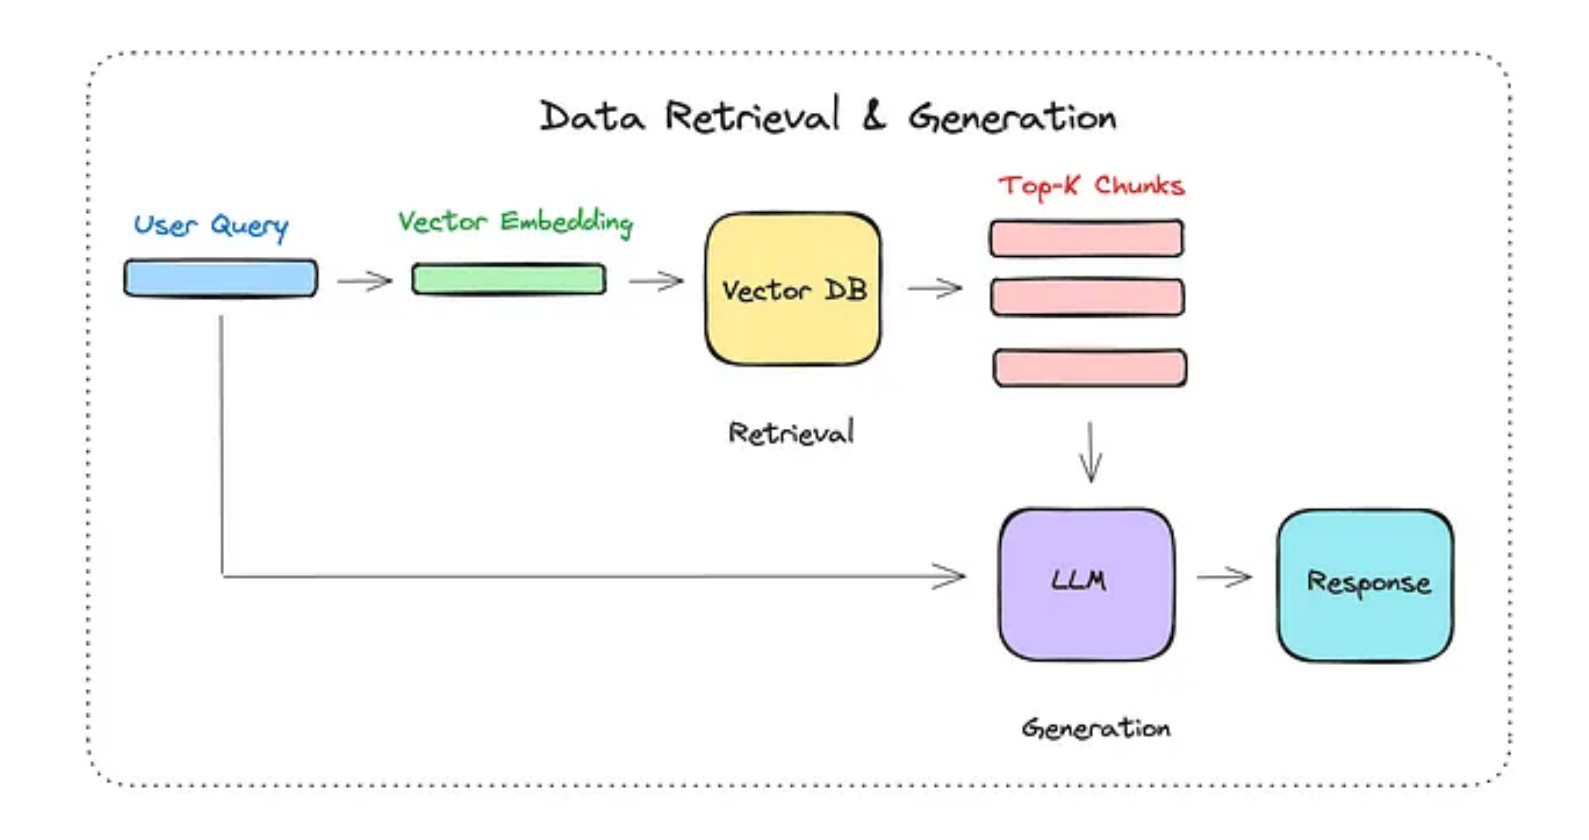 Data Retrieval & Generation
User Query
Vector Embedding
Vector DB
Top-K Chunks
Retrieval
LLM
Response
Generation